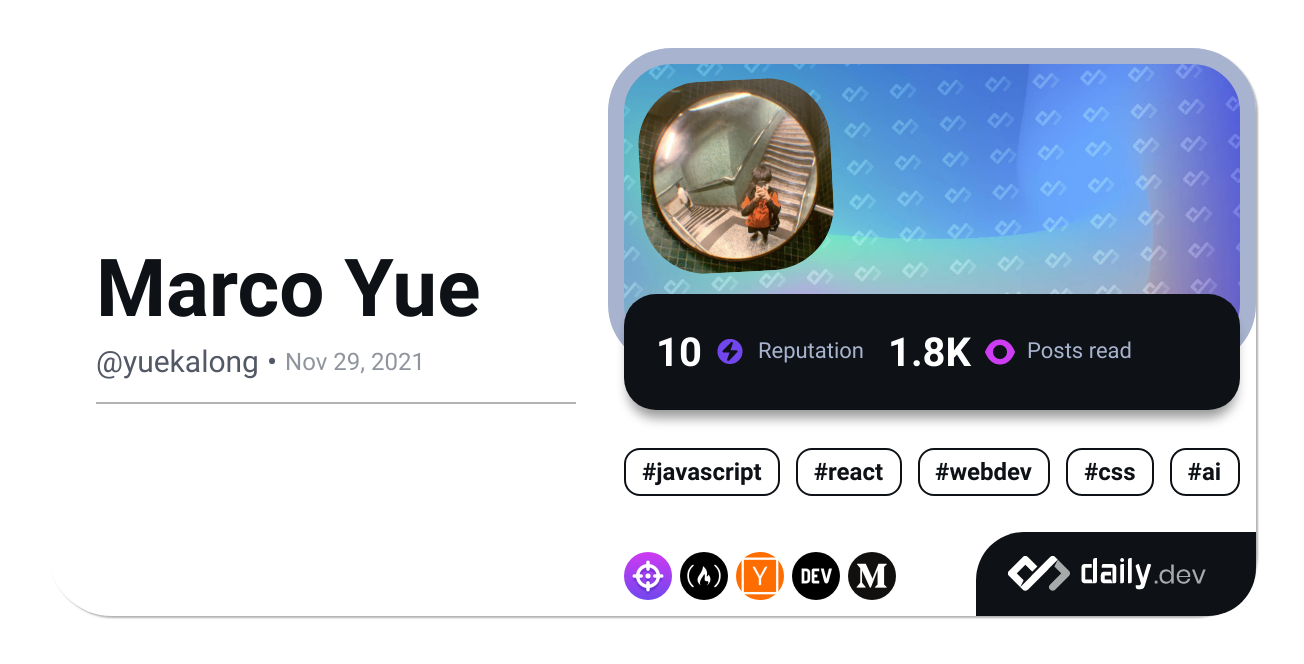 Marco Yue
@yuekalong • Nov 29, 2021
10 Reputation 1.8K Posts read
#javascript #react #webdev #css #ai
Y DEV M
daily.dev